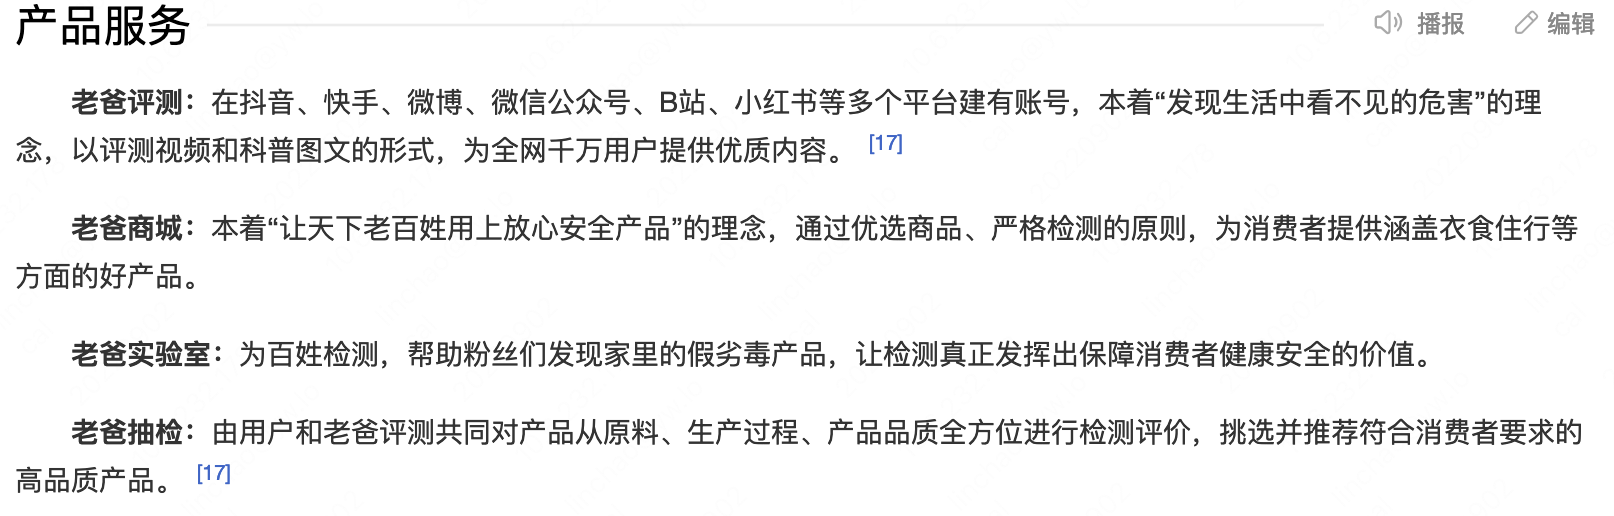 产品服务
播报 编辑
老爸评测：在抖音、快手、微博、微信公众号、B站、小红书等多个平台建有账号，本着“发现生活中看不见的危害”的理
念，以评测视频和科普图文的形式，为全网千万用户提供优质内容。 [17]
老爸商城：本着“让天下老百姓用上放心安全产品”的理念，通过优选商品、严格检测的原则，为消费者提供涵盖衣食住行等
方面的好产品。
老爸实验室：为百姓检测，帮助粉丝们发现家里的假劣毒产品，让检测真正发挥出保障消费者健康安全的价值。
老爸抽检：由用户和老爸评测共同对产品从原料、生产过程、产品品质全方位进行检测评价，挑选并推荐符合消费者要求的
高品质产品。 [17]